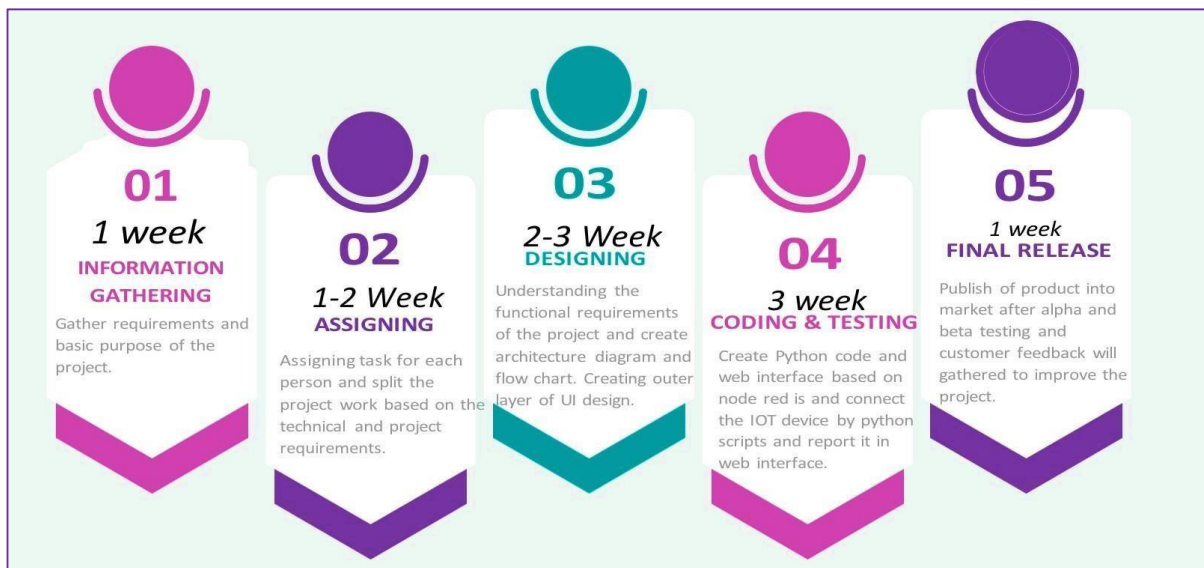 01
1 week
INFORMATION
GATHERING
Gather requirements and
basic purpose of the
project.
02
1-2 Week
ASSIGNING
Assigning task for each
person and split the
project work based on the
technical and project
requirements.
03
2-3 Week
DESIGNING
Understanding the
functional requirements
of the project and create
architecture diagram and
flow chart. Creating outer
layer of UI design.
04
3 week
CODING & TESTING
Create Python code and
web interface based on
node red is and connect
the IOT device by python
scripts and report it in
web interface.
05
1 week
FINAL RELEASE
Publish of product into
market after alpha and
beta testing and
customer feedback will
gathered to improve the
project.